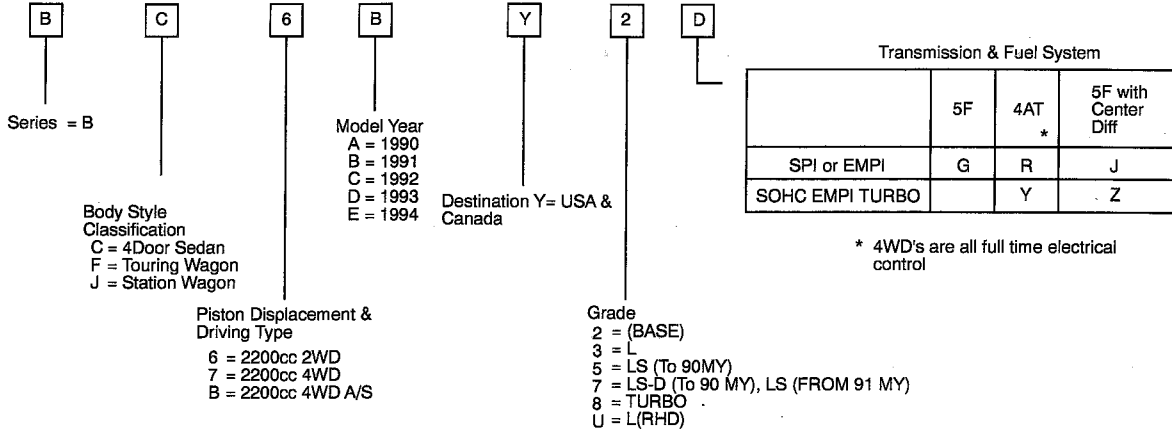 B C 6 B Y 2 D
Series = B
Body Style
Classification
C = 4Door Sedan
F = Touring Wagon
J = Station Wagon
Piston Displacement &
Driving Type
6 = 2200cc 2WD
7 = 2200cc 4WD
B = 2200cc 4WD A/S
Model Year
A = 1990
B = 1991
C = 1992
D = 1993
E = 1994
Destination Y= USA &
Canada
Grade
2 = (BASE)
3 = L
5 = LS (To 90MY)
7 = LS-D (To 90 MY), LS (FROM 91 MY)
8 = TURBO
U = L(RHD)
Transmission & Fuel System
5F 4AT * 5F with Center Diff
SPI or EMPI G R J
SOHC EMPI TURBO Y Z
* 4WD's are all full time electrical
control